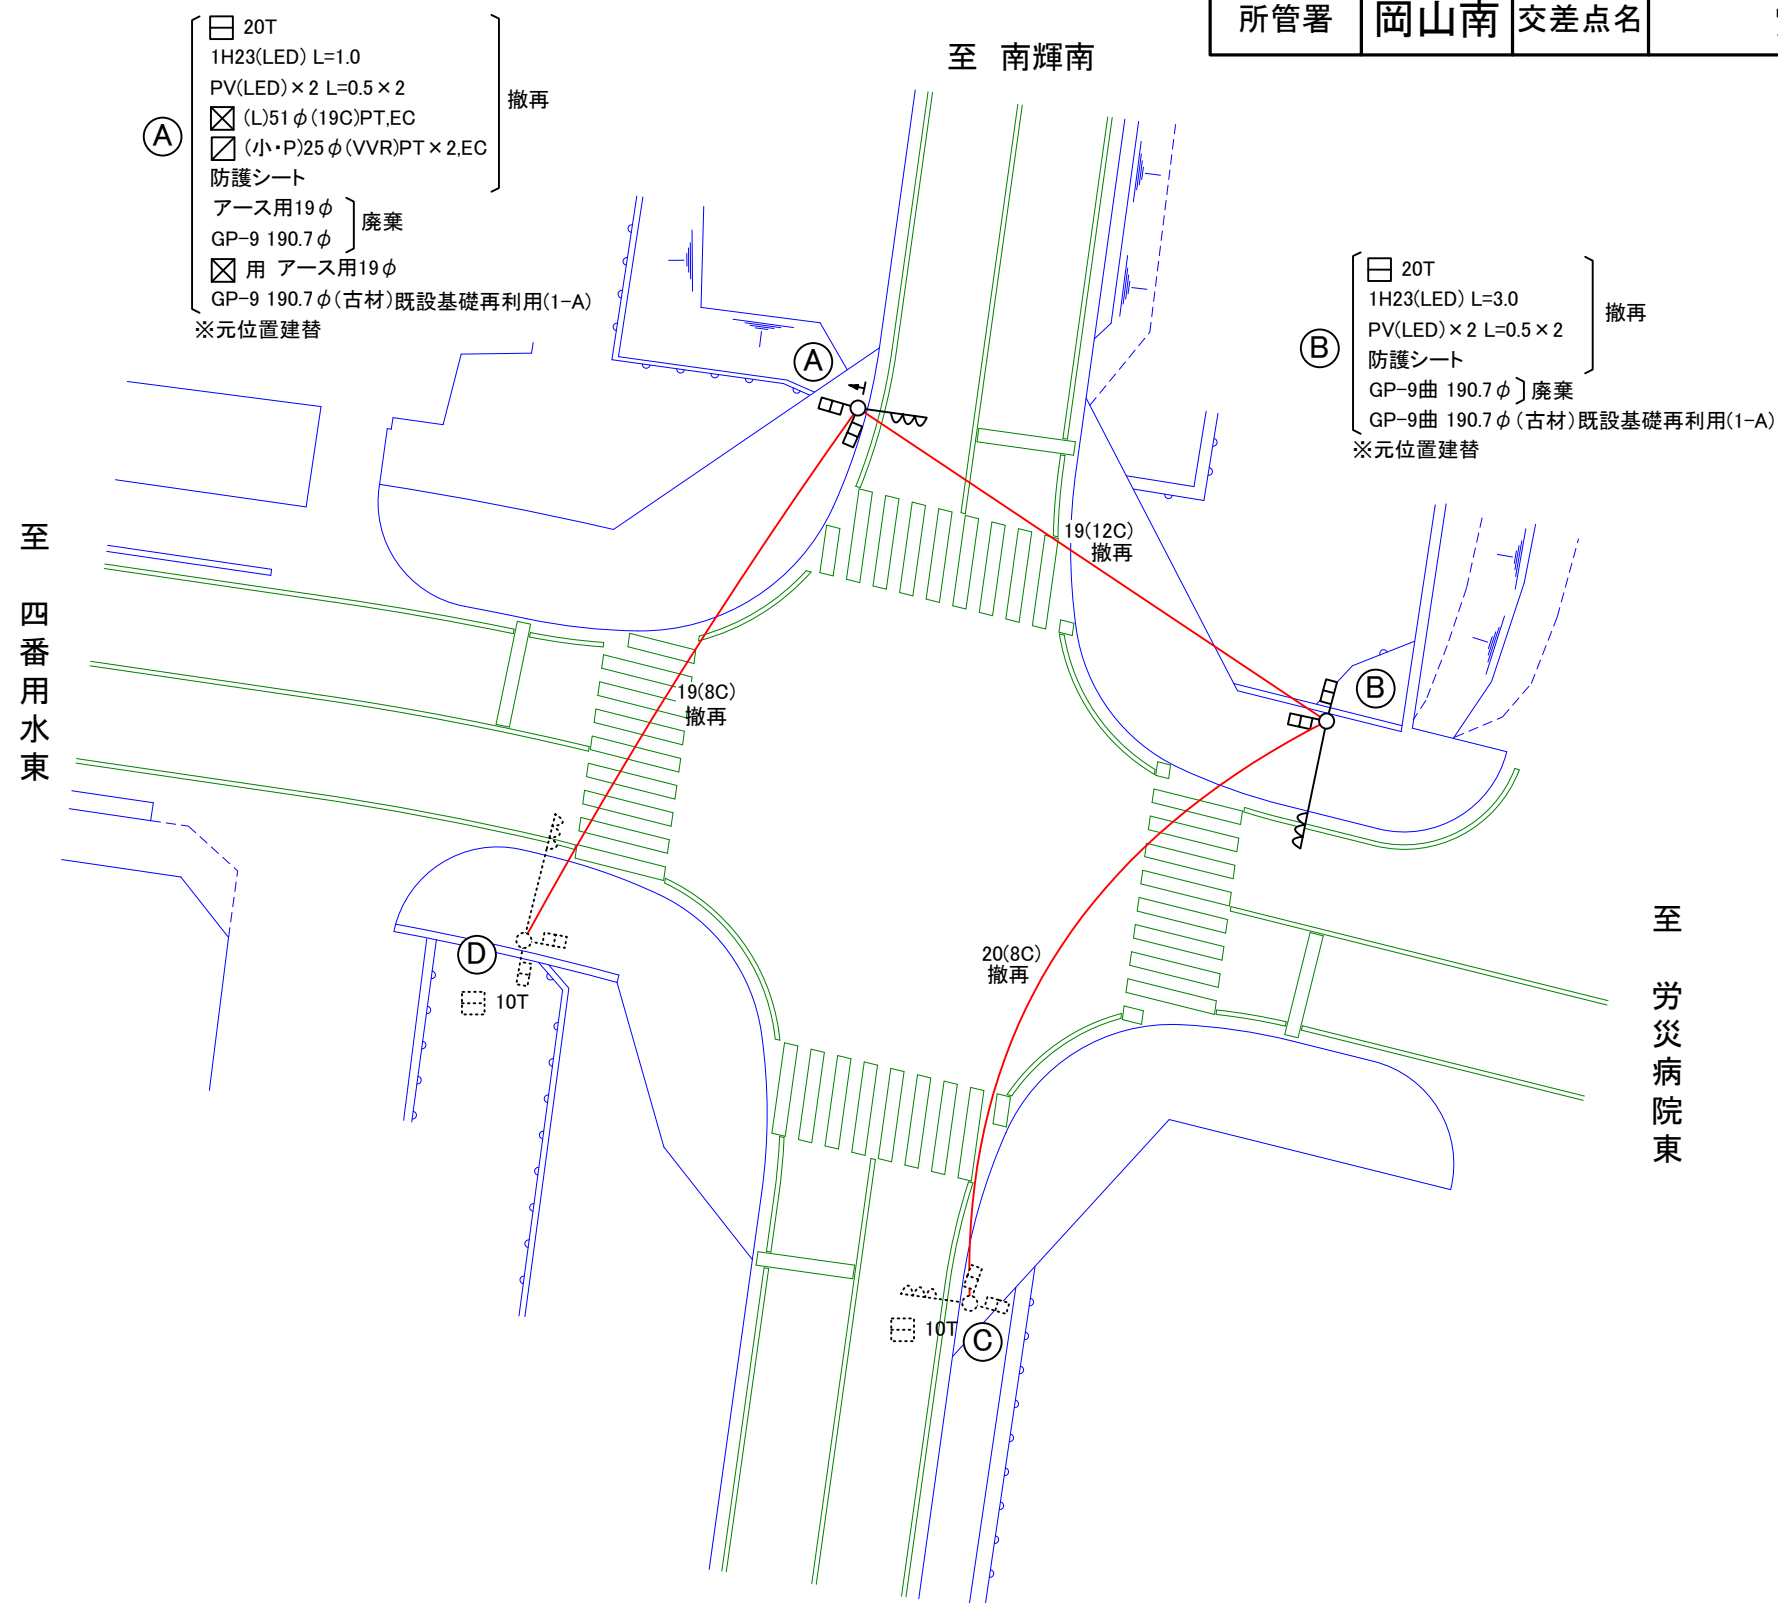 所管署 岡山南 交差点名
至 南輝南
20T
1H23(LED) L=1.0
PV(LED)×2 L=0.5×2
(L)51φ(19C)PT,EC
(小・P)25φ(VVR)PT×2,EC
防護シート
撤再
A
アース用19φ
GP-9 190.7φ
廃棄
用 アース用19φ
GP-9 190.7φ(古材)既設基礎再利用(1-A)
※元位置建替
20T
1H23(LED) L=3.0
PV(LED)×2 L=0.5×2
防護シート
撤再
B
GP-9曲 190.7φ 廃棄
GP-9曲 190.7φ(古材)既設基礎再利用(1-A)
※元位置建替
A
19(12C)
撤再
至 四番用水東
19(8C)
撤再
B
D
10T
20(8C)
撤再
至 労災病院東
10T
C